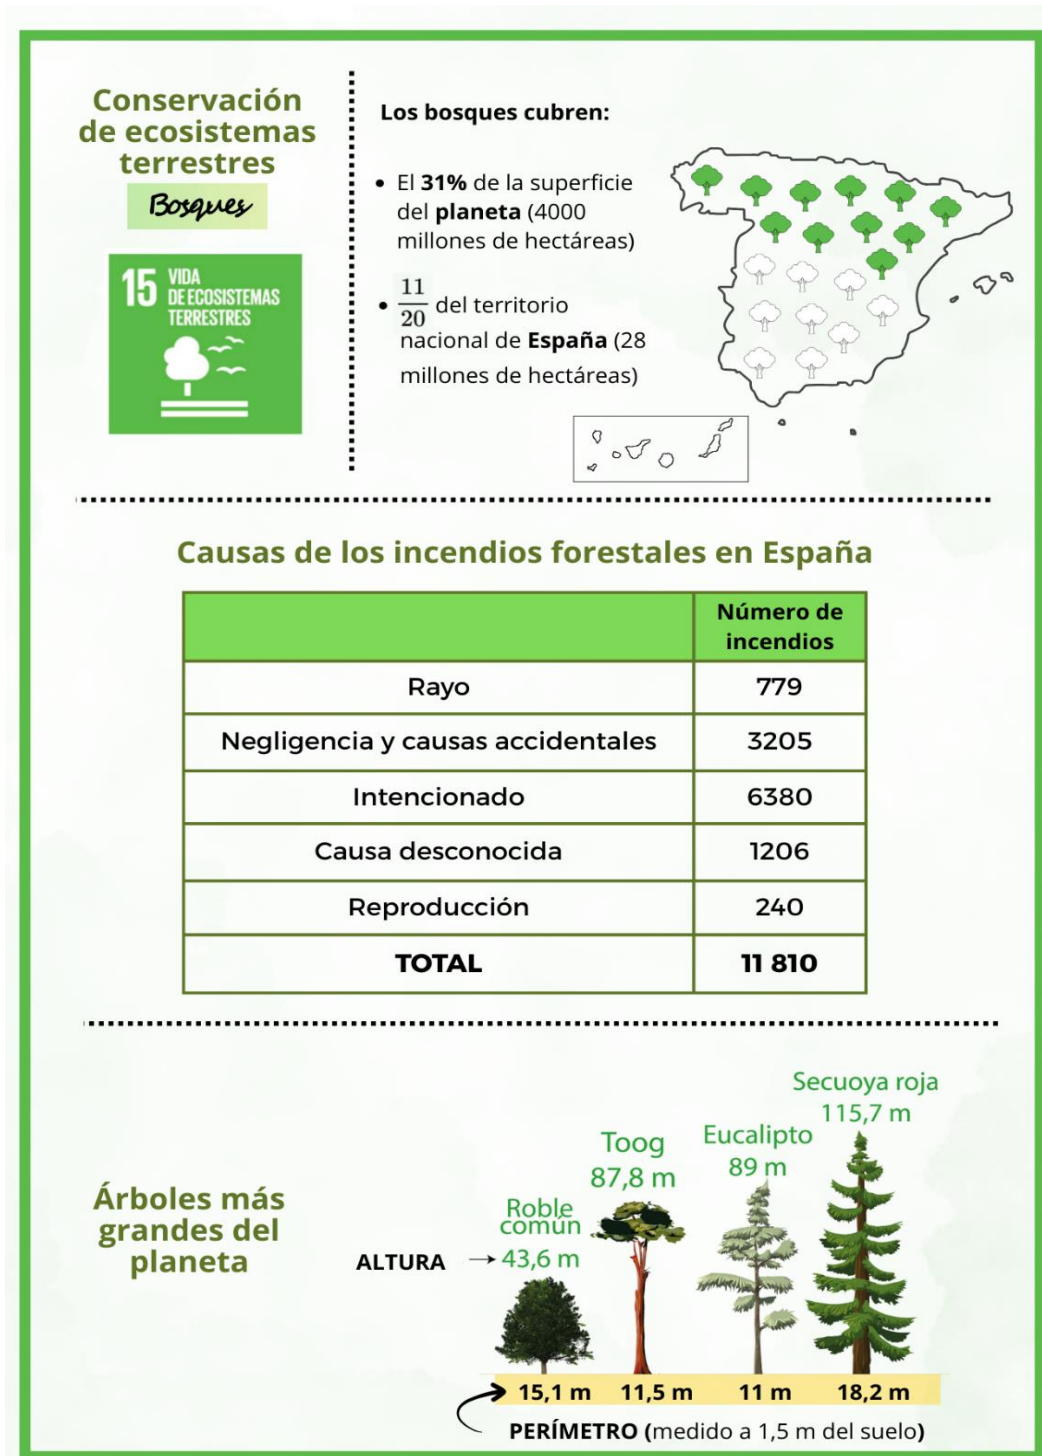 Conservación
de ecosistemas
terrestres
Bosques
15 VIDA
DE ECOSISTEMAS
TERRESTRES
Los bosques cubren:
• El 31% de la superficie
del planeta (4000
millones de hectáreas)
• 11/20 del territorio
nacional de España (28
millones de hectáreas)
Causas de los incendios forestales en España
Número de
incendios
Rayo 779
Negligencia y causas accidentales 3205
Intencionado 6380
Causa desconocida 1206
Reproducción 240
TOTAL 11 810
Árboles más
grandes del
planeta
ALTURA →
Roble
común
43,6 m
Toog
87,8 m
Eucalipto
89 m
Secuoya roja
115,7 m
15,1 m 11,5 m 11 m 18,2 m
PERÍMETRO (medido a 1,5 m del suelo)